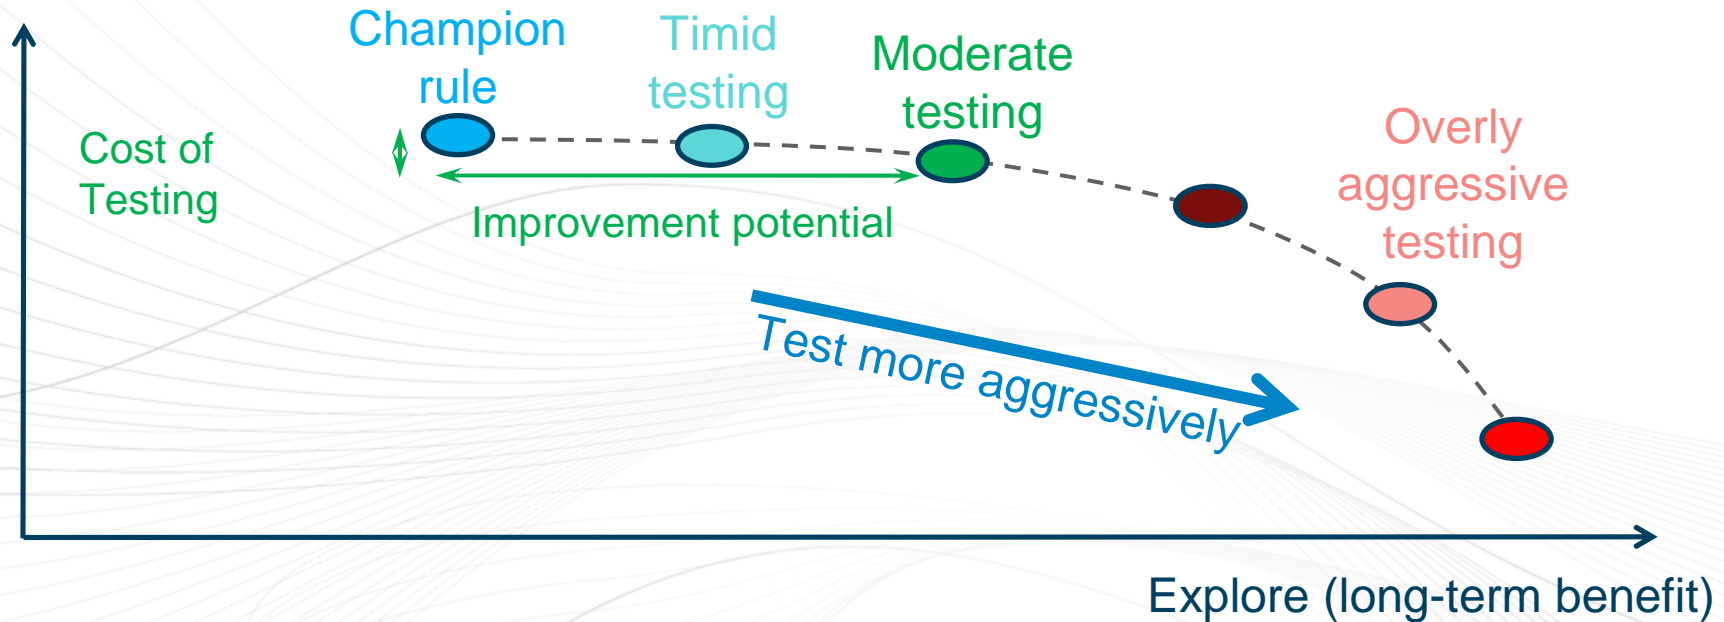 Champion
rule
Timid
testing
Moderate
testing
Overly
aggressive
testing
Cost of
Testing
Improvement potential
Test more aggressively
Explore (long-term benefit)